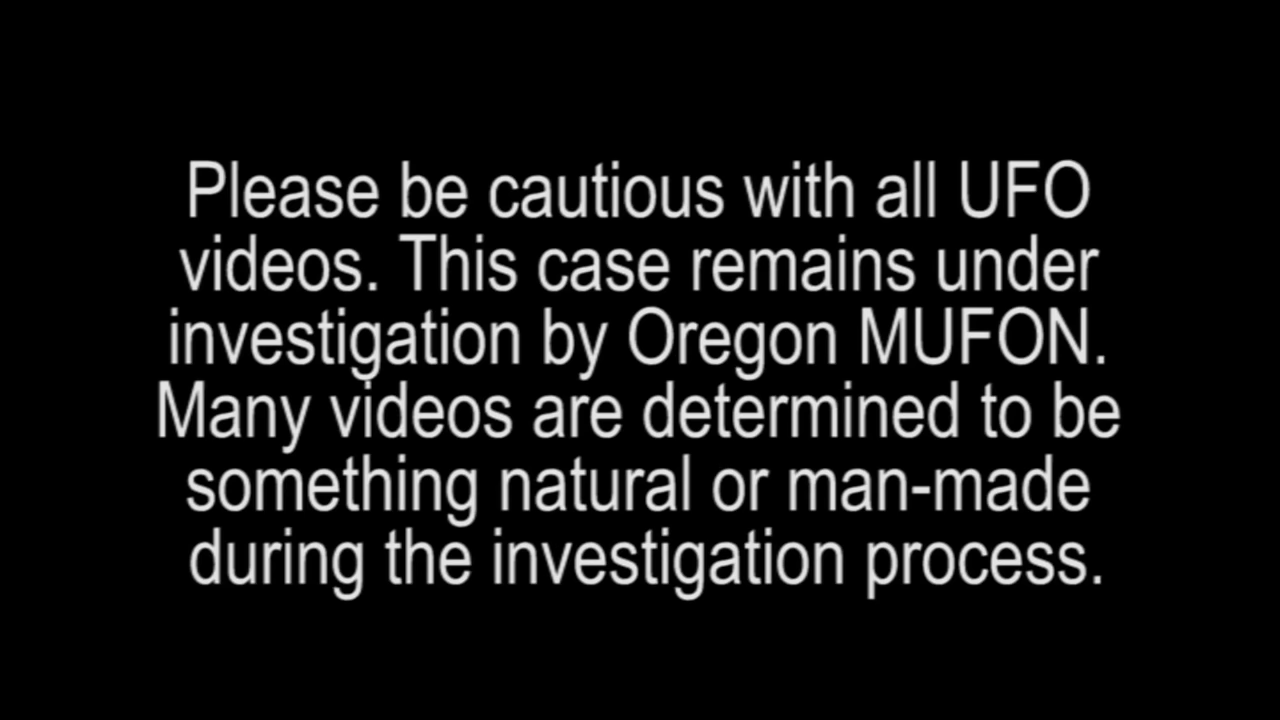 Please be cautious with all UFO
videos. This case remains under
investigation by Oregon MUFON.
Many videos are determined to be
something natural or man-made
during the investigation process.